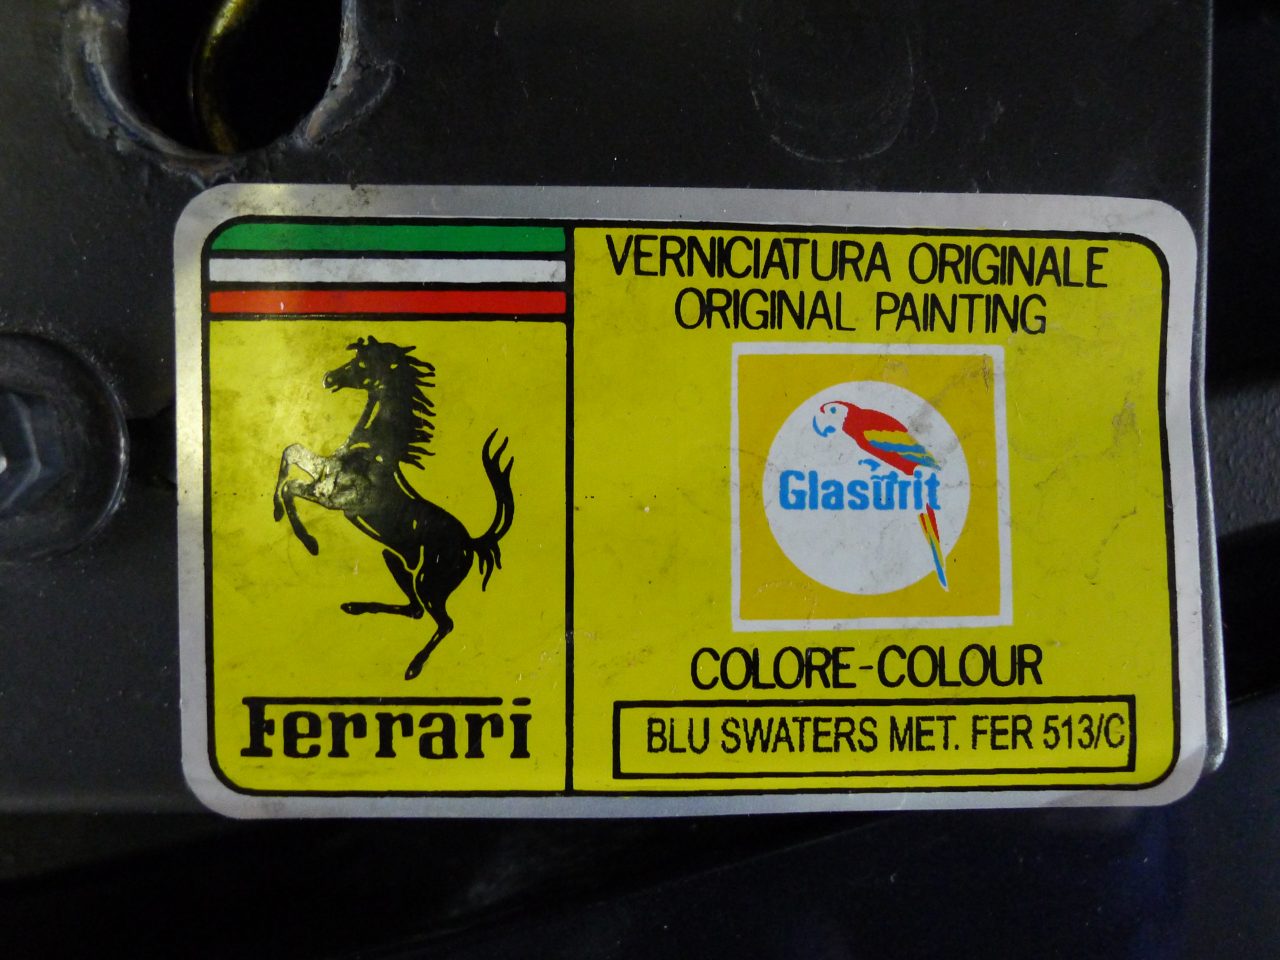 VERNICIATURA ORIGINALE
ORIGINAL PAINTING
Glasurit
COLORE-COLOUR
BLU SWATERS MET. FER 513/C
Ferrari